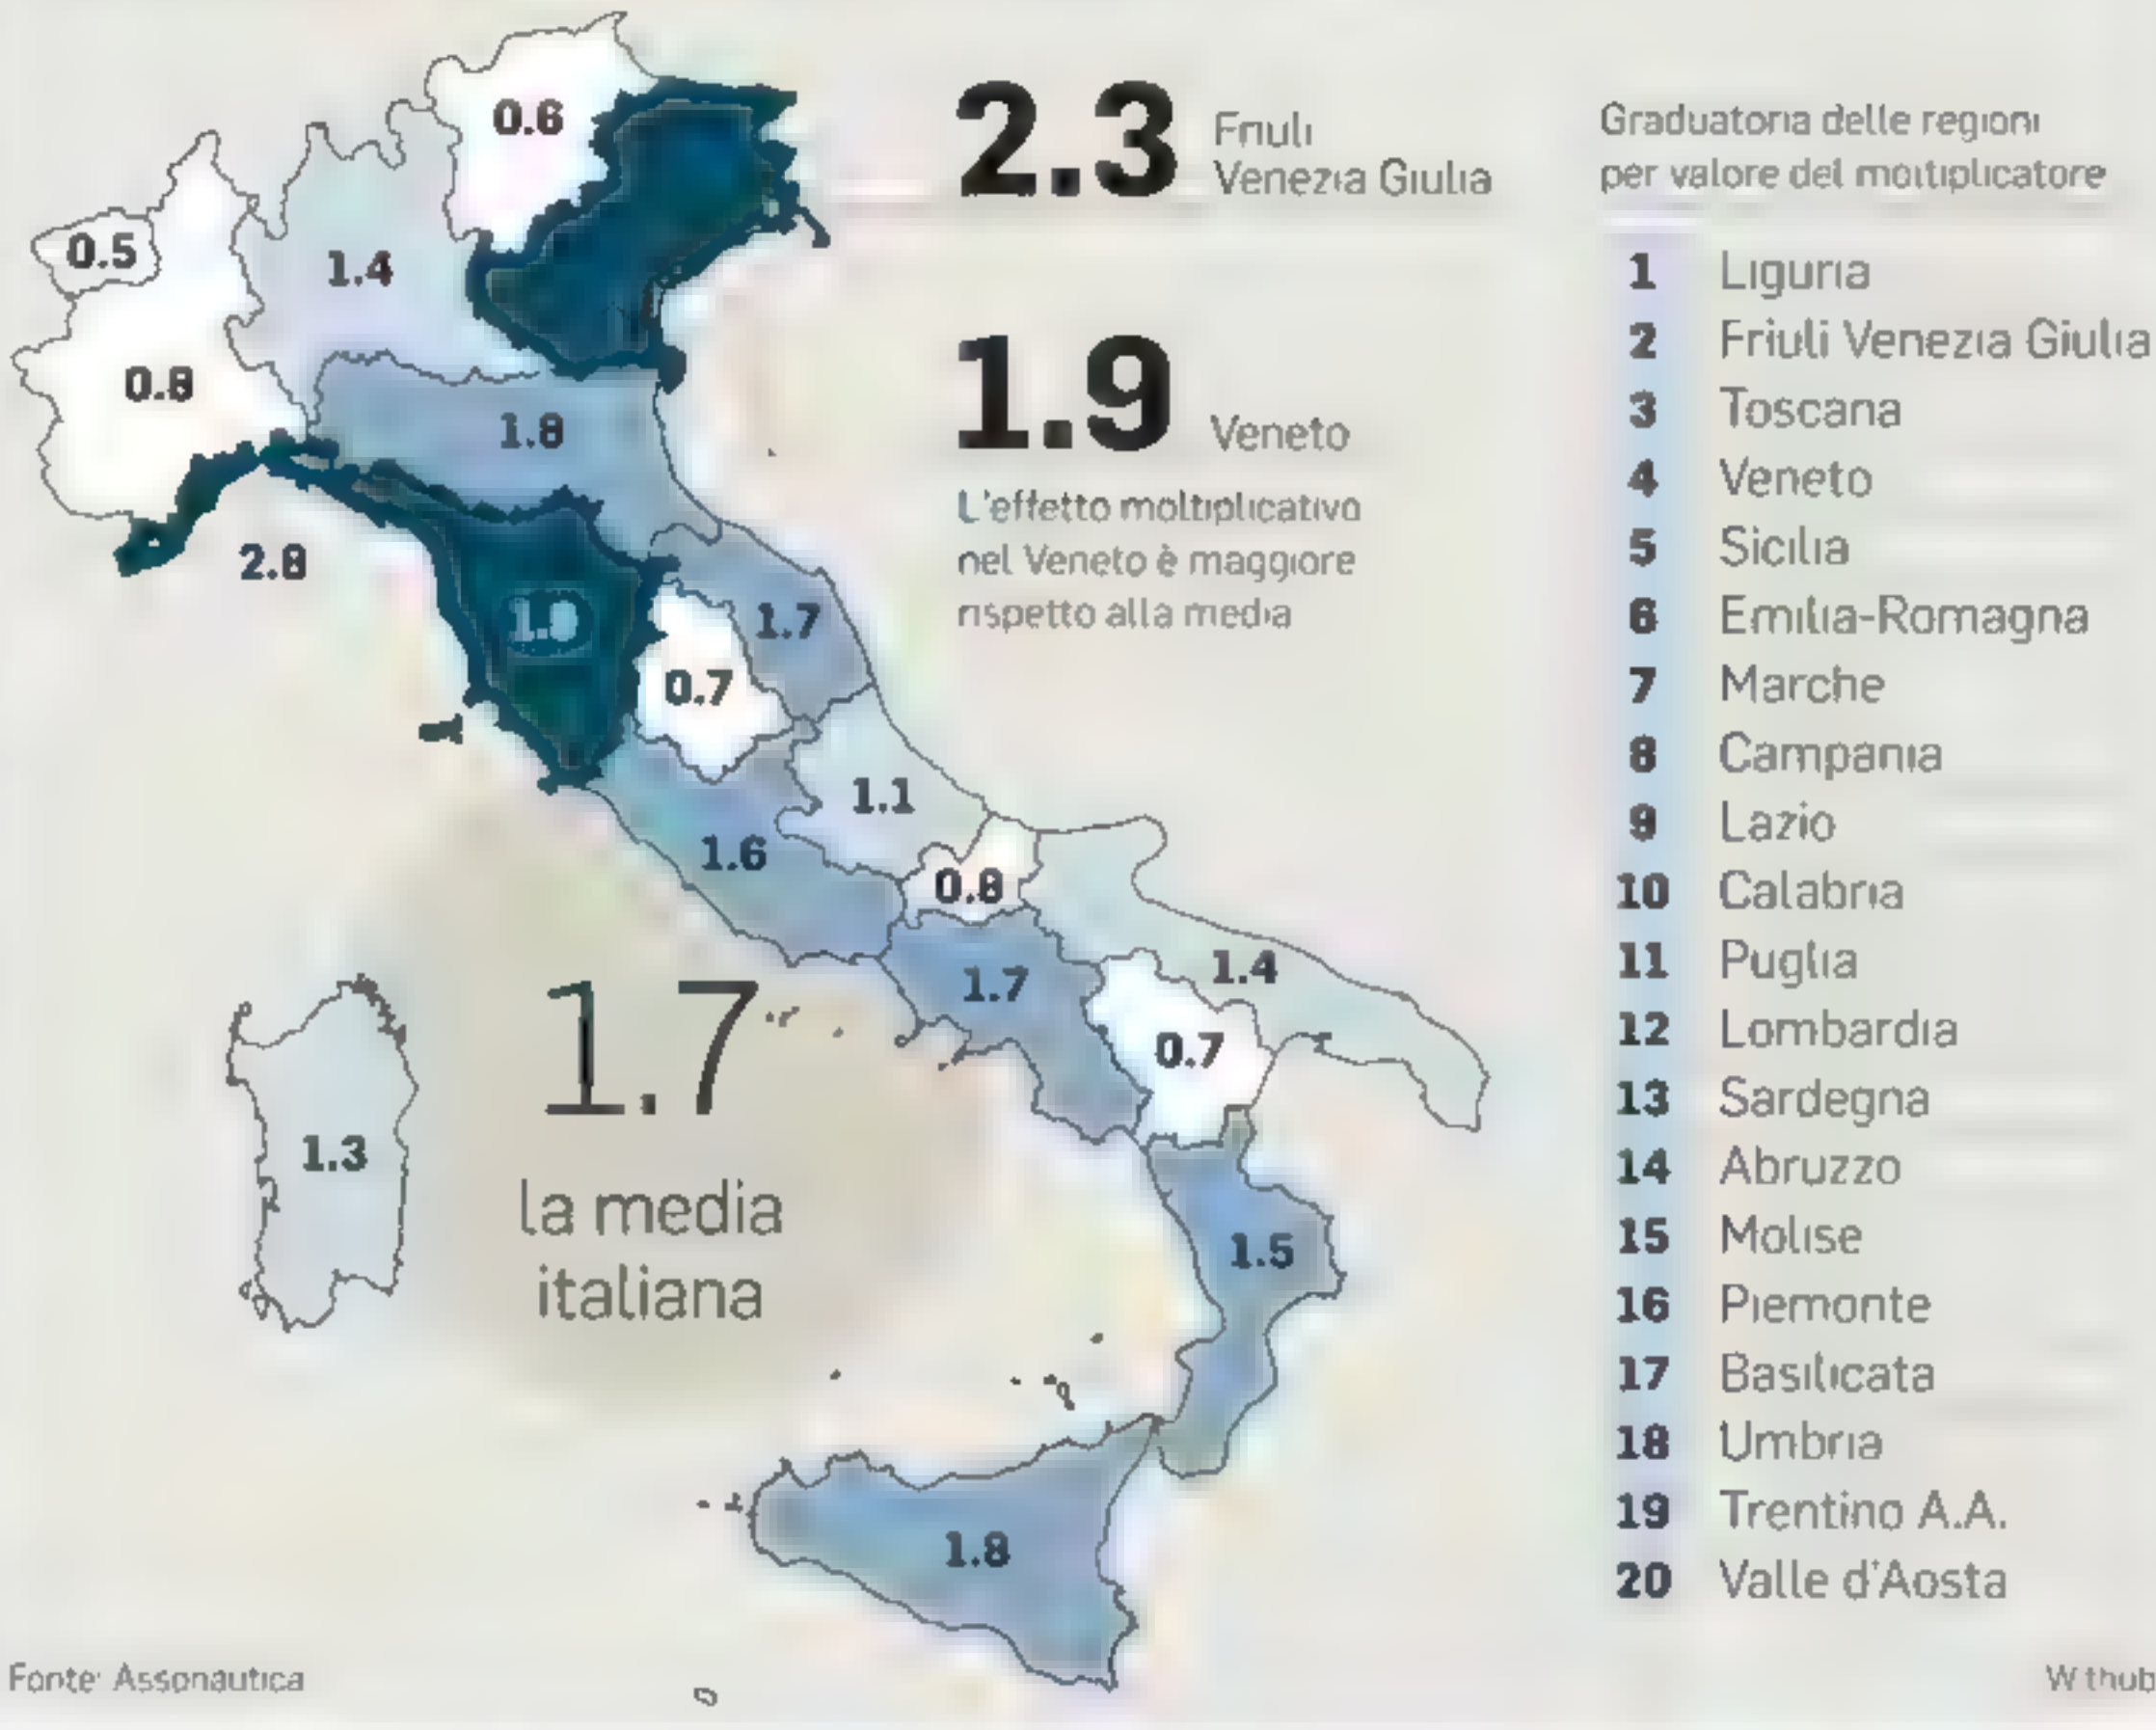 2.3 Friuli
Venezia Giulia
1.9 Veneto
L'effetto moltiplicativo
nel Veneto è maggiore
rispetto alla media
0.6
0.5
1.4
0.8
1.8
2.8
1.7
0.7
1.1
1.6
0.8
1.4
1.7
0.7
1.3
1.5
1.8
1.7
la media
italiana
Graduatoria delle regioni
per valore del moltiplicatore
1 Liguria
2 Friuli Venezia Giulia
3 Toscana
4 Veneto
5 Sicilia
6 Emilia-Romagna
7 Marche
8 Campania
9 Lazio
10 Calabria
11 Puglia
12 Lombardia
13 Sardegna
14 Abruzzo
15 Molise
16 Piemonte
17 Basilicata
18 Umbria
19 Trentino A.A.
20 Valle d'Aosta
Fonte: Assonautica
Withub